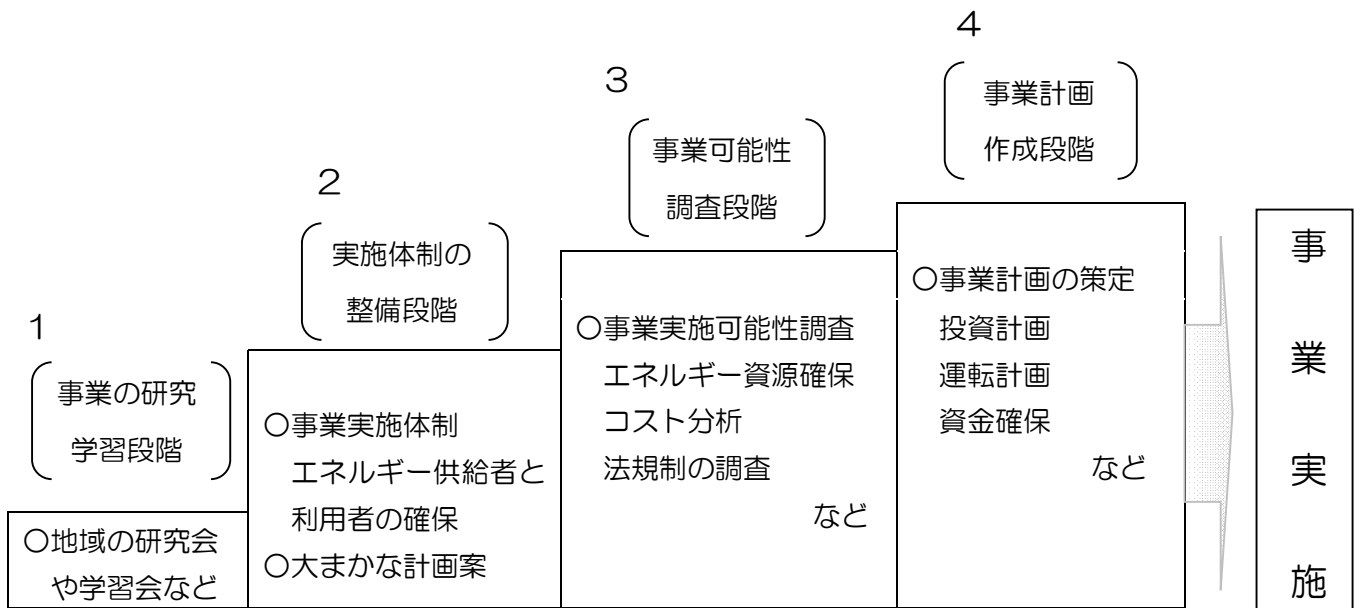 1
事業の研究
学習段階
〇地域の研究会
や学習会など
2
実施体制の
整備段階
〇事業実施体制
エネルギー供給者と
利用者の確保
〇大まかな計画案
3
事業可能性
調査段階
〇事業実施可能性調査
エネルギー資源確保
コスト分析
法規制の調査
など
4
事業計画
作成段階
〇事業計画の策定
投資計画
運転計画
資金確保
など
事業実施